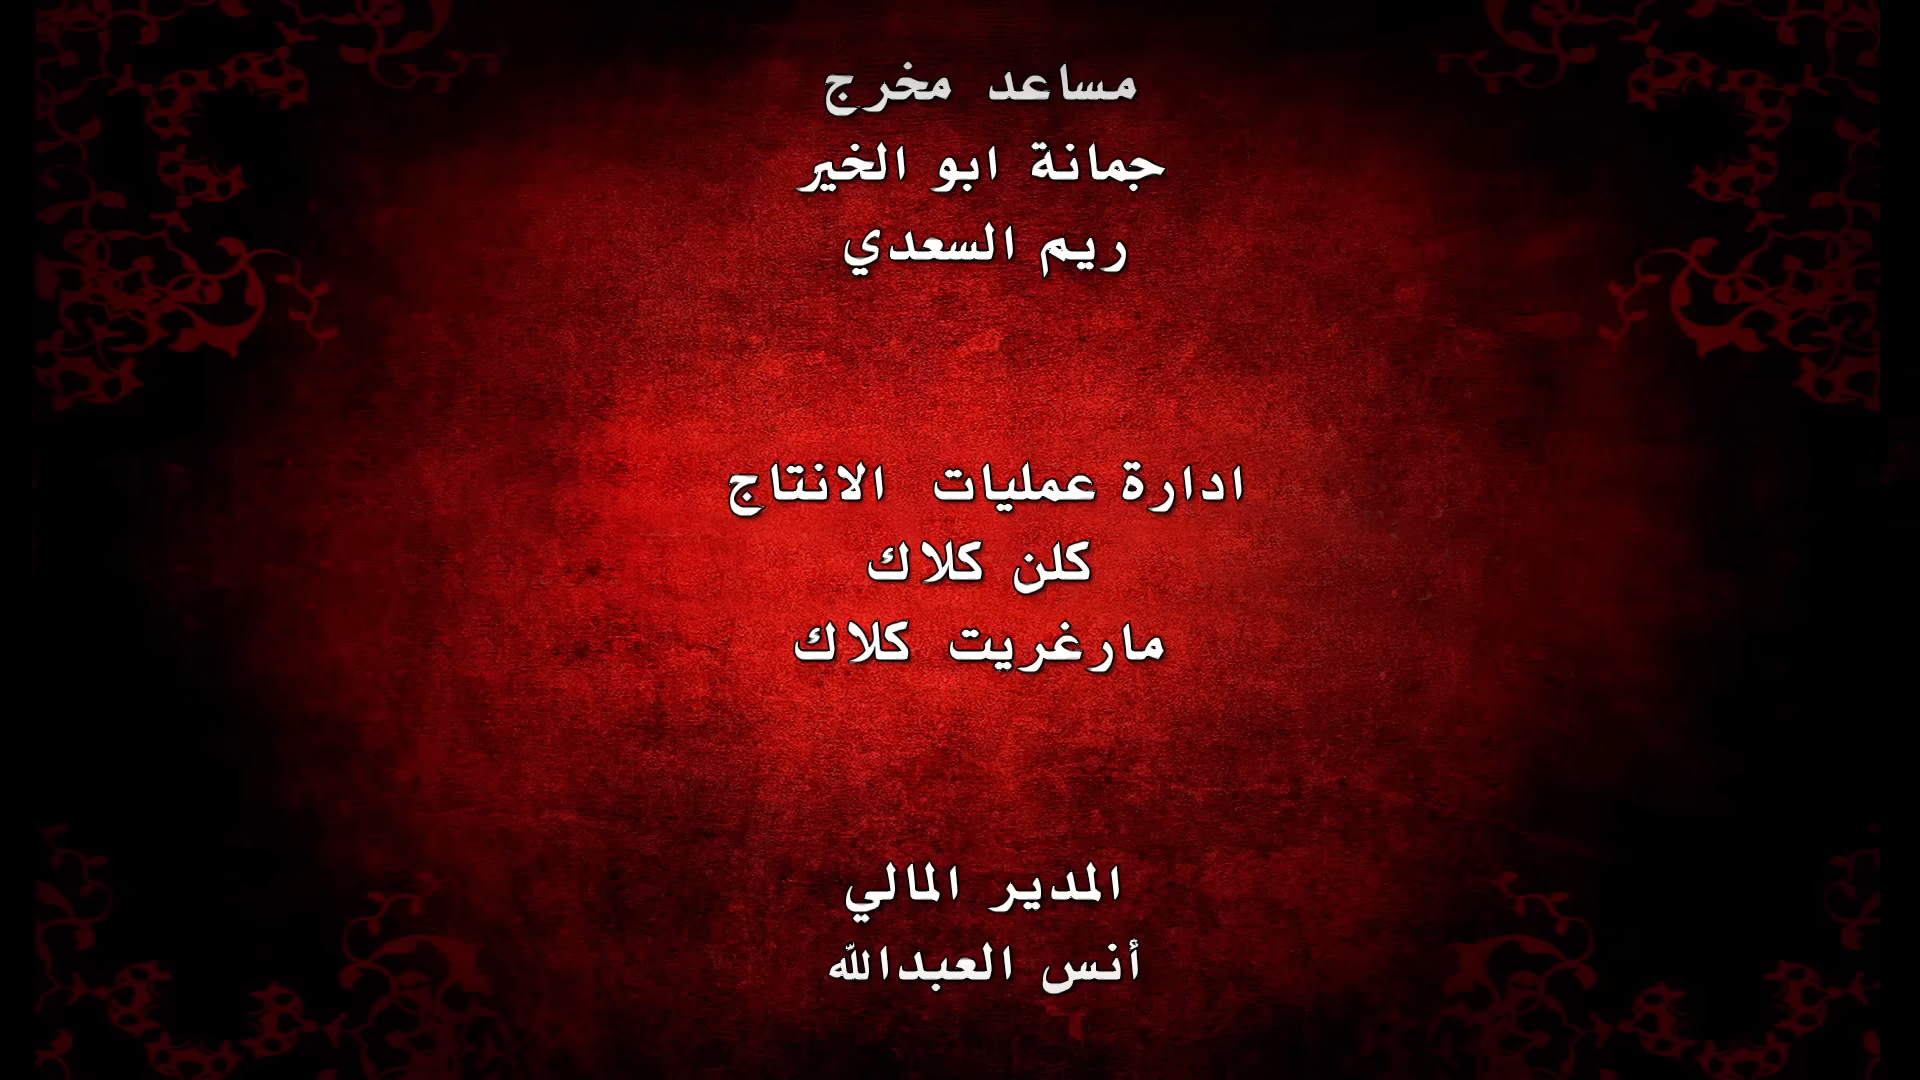 مساعد مخرج
جمانة ابو الخير
ريم السعدي
ادارة عمليات الانتاج
كلن كلاك
مارغريت كلاك
المدير المالي
أنس العبدالله